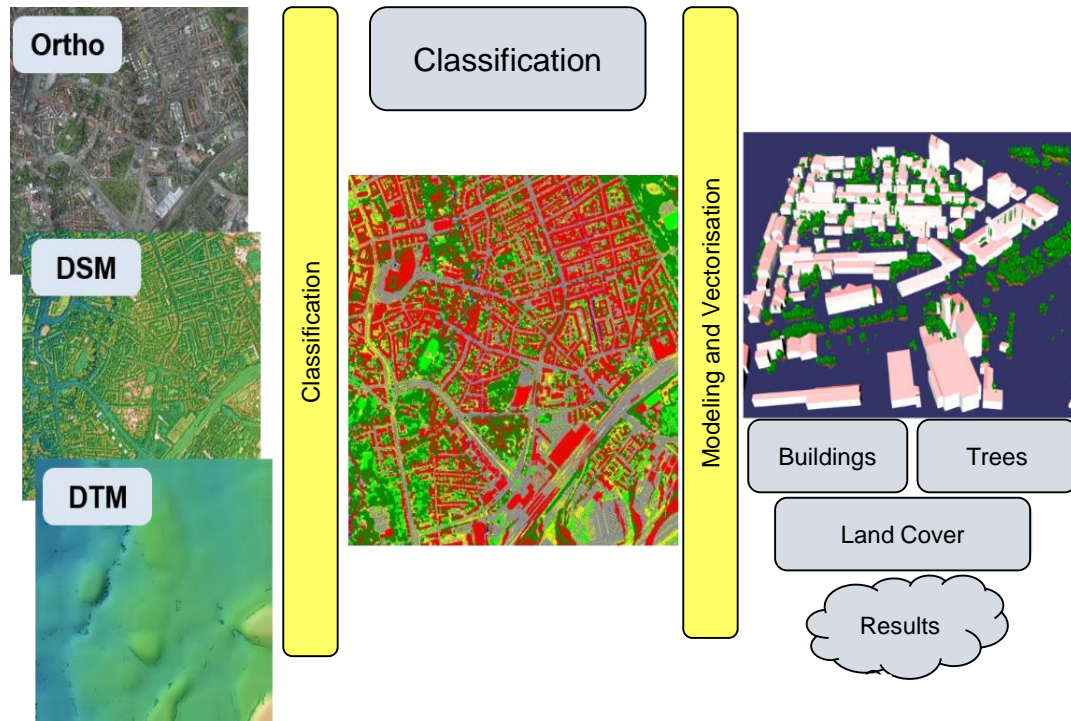 Ortho
DSM
DTM
Classification
Classification
Modeling and Vectorisation
Buildings
Trees
Land Cover
Results